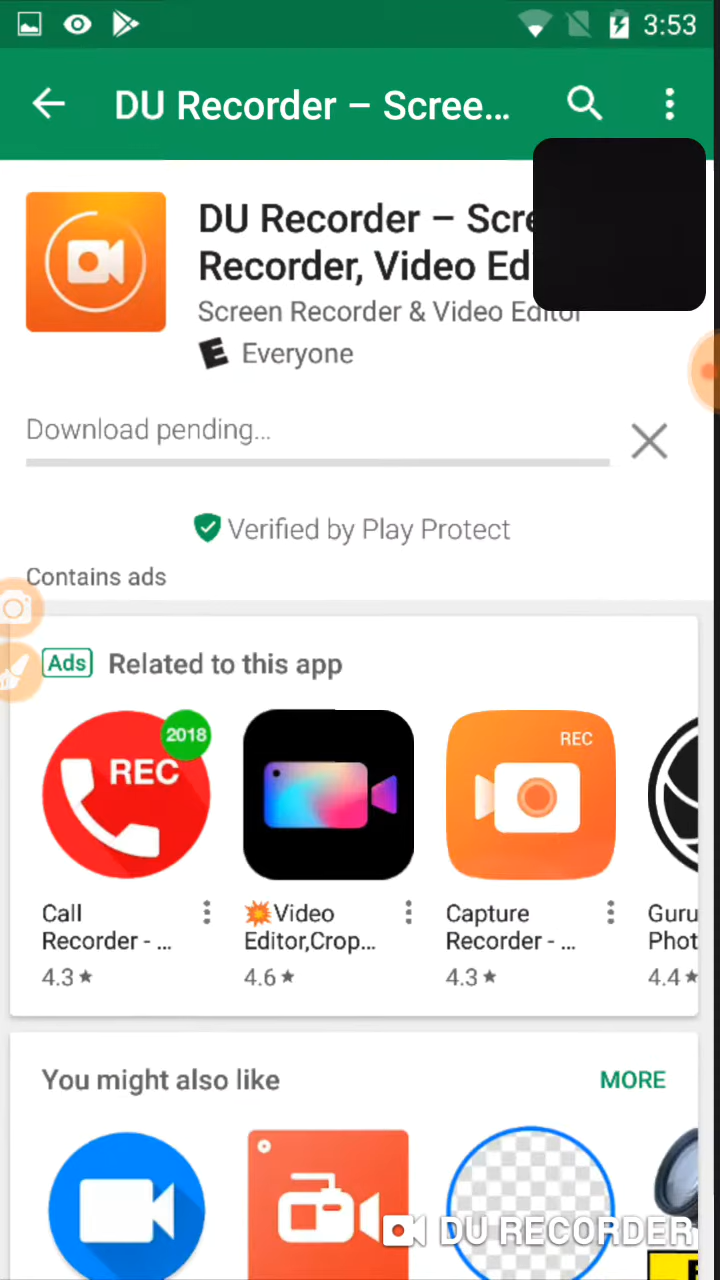 3:53
DU Recorder – Scree...
DU Recorder – Scre
Recorder, Video Ed
Screen Recorder & Video Editor
E Everyone
Download pending...
Verified by Play Protect
Contains ads
Ads Related to this app
2018
REC
REC
Call
Recorder - ...
4.3★
💥Video
Editor,Crop...
4.6★
Capture
Recorder - ...
4.3★
Guru
Phot
4.4★
You might also like
MORE
DU RECORDER